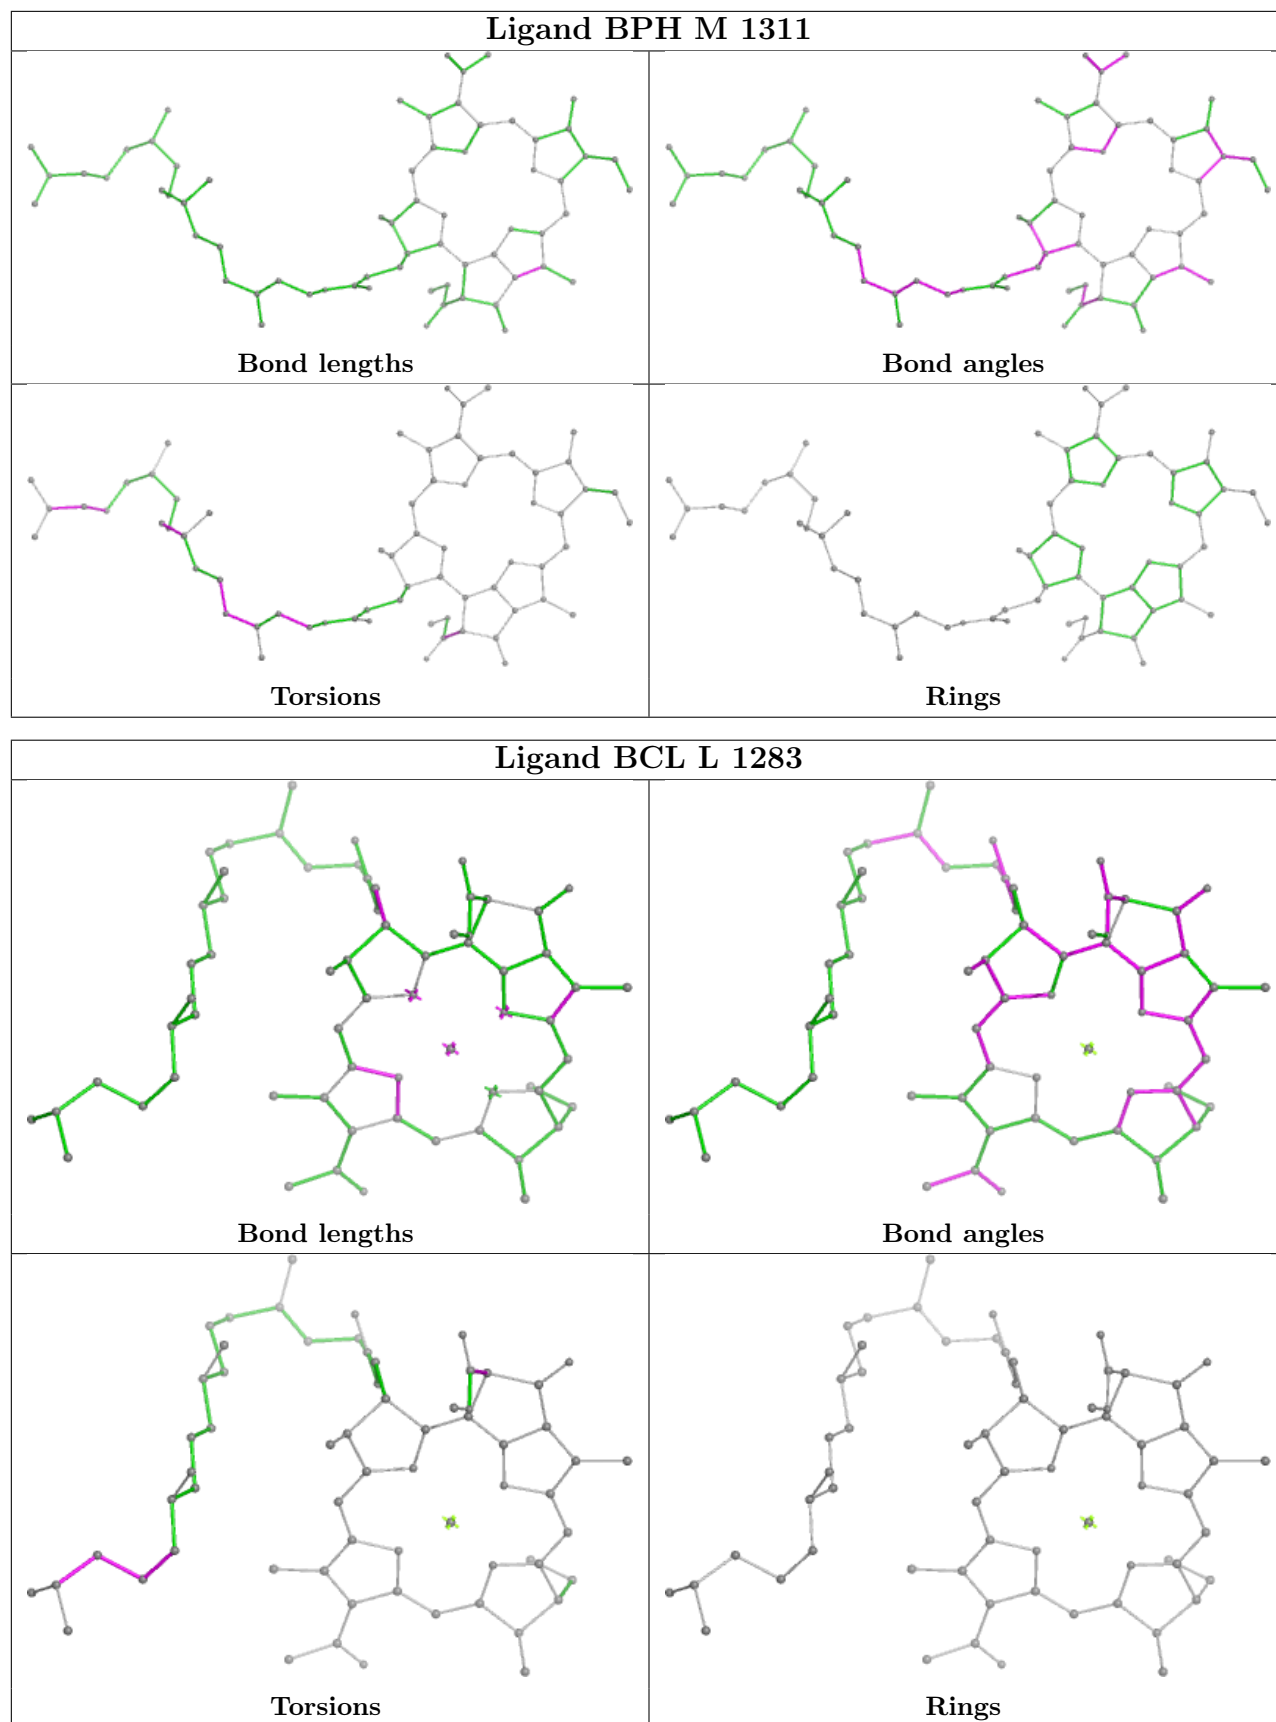 Ligand BPH M 1311
Bond lengths
Bond angles
Torsions
Rings
Ligand BCL L 1283
Bond lengths
Bond angles
Torsions
Rings